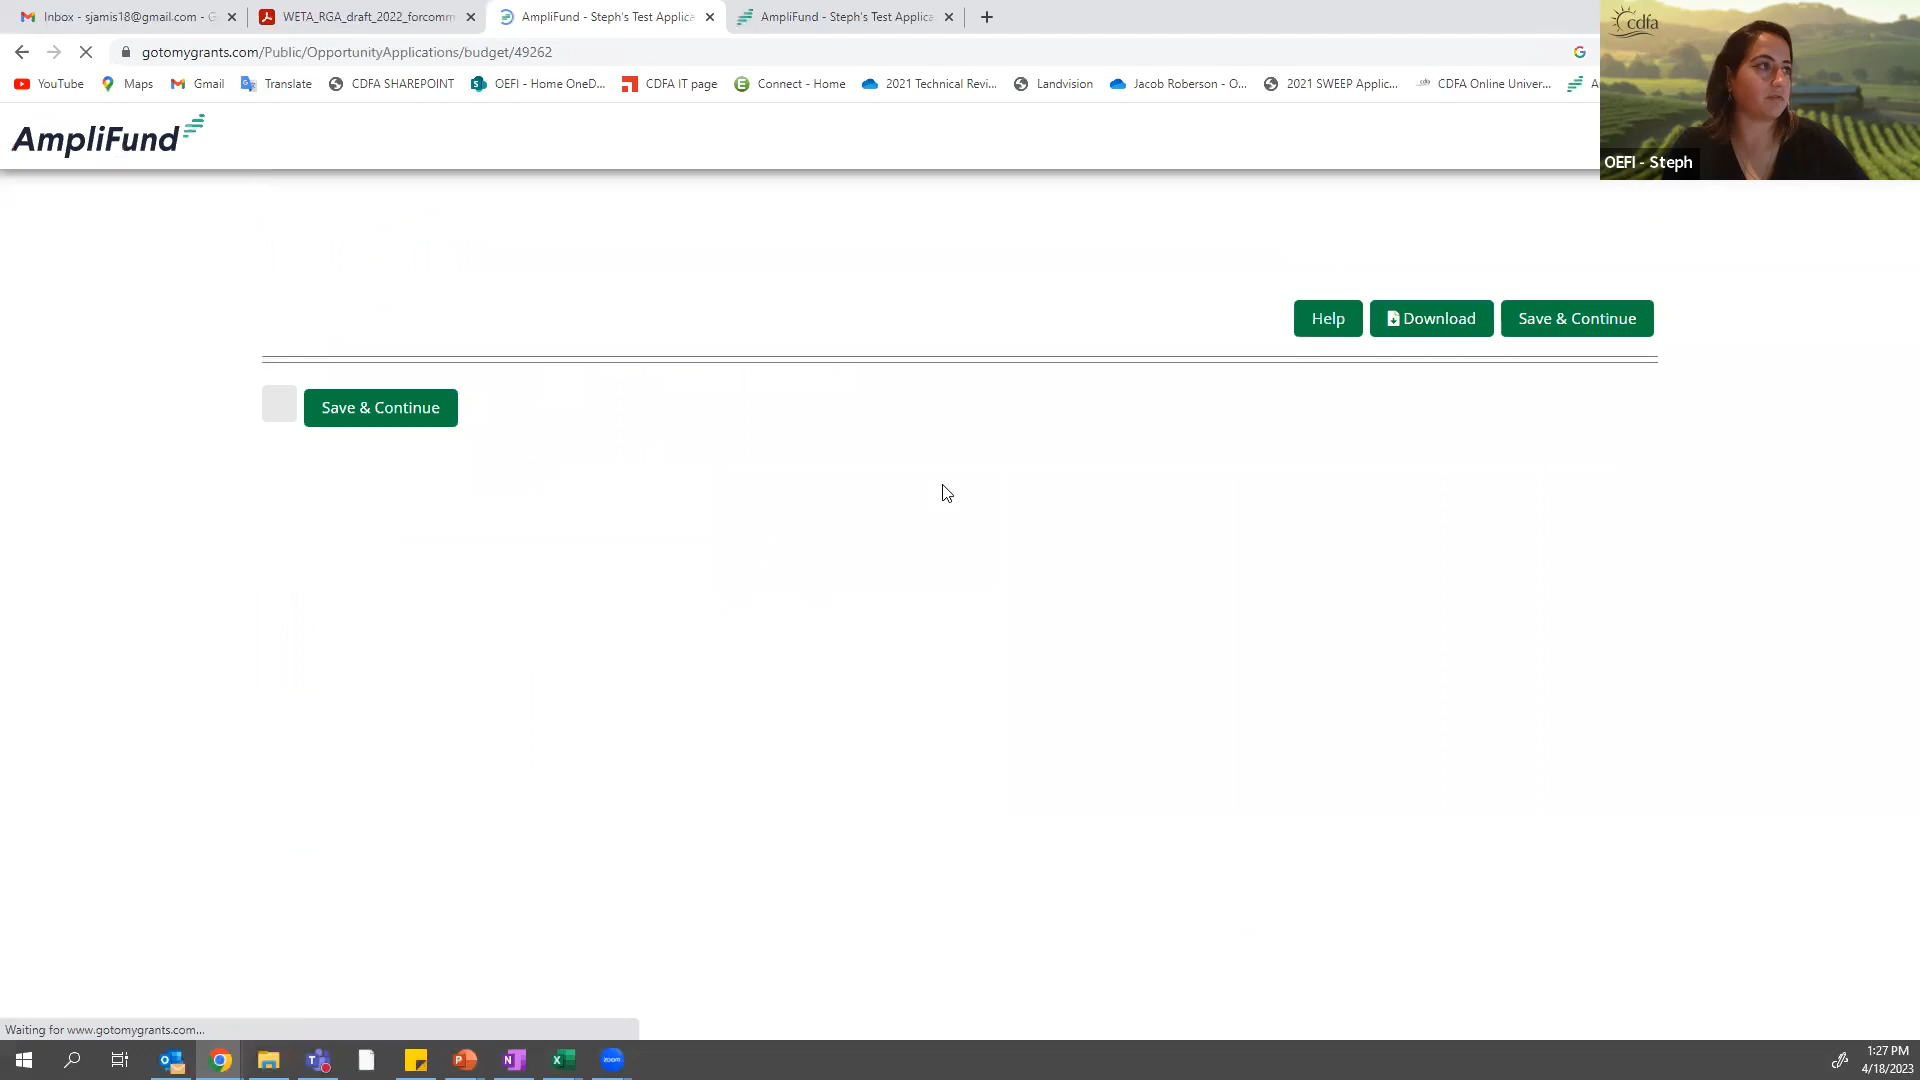 Inbox - sjamis18@gmail.com - G
WETA_RGA_draft_2022_forcomm
AmpliFund - Steph's Test Applica
AmpliFund - Steph's Test Applica
gotomygrants.com/Public/OpportunityApplications/budget/49262
YouTube
Maps
Gmail
Translate
CDFA SHAREPOINT
OEFI - Home OneD...
CDFA IT page
Connect - Home
2021 Technical Revi...
Landvision
Jacob Roberson - O...
2021 SWEEP Applic...
CDFA Online Univer...
A
AmpliFund
cdfa
OEFI - Steph
Help
Download
Save & Continue
Save & Continue
Waiting for www.gotomygrants.com...
zoom
1:27 PM
4/18/2023